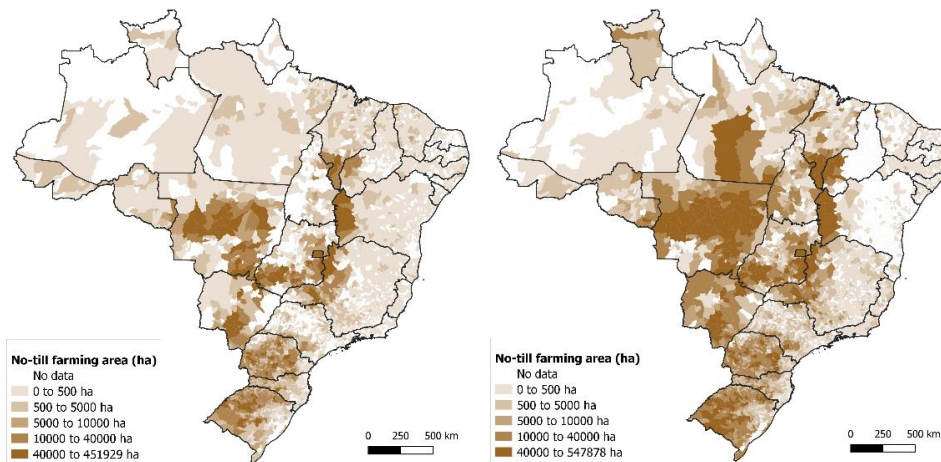 No-till farming area (ha)
No data
0 to 500 ha
500 to 5000 ha
5000 to 10000 ha
10000 to 40000 ha
40000 to 451929 ha
0 250 500 km
No-till farming area (ha)
No data
0 to 500 ha
500 to 5000 ha
5000 to 10000 ha
10000 to 40000 ha
40000 to 547878 ha
0 250 500 km